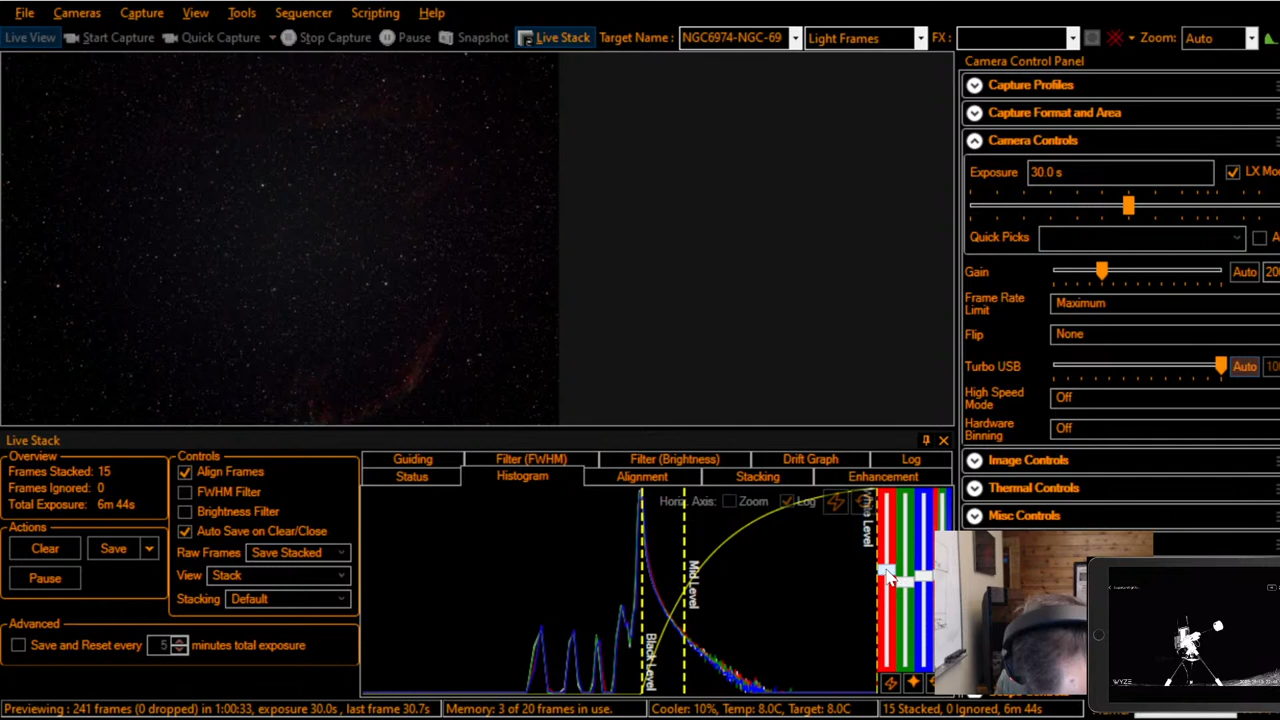 File Cameras Capture View Tools Sequencer Scripting Help
Live View Start Capture Quick Capture Stop Capture Pause Snapshot Live Stack Target Name : NGC6974-NGC-69 Light Frames FX : Zoom: Auto
Camera Control Panel
Capture Profiles
Capture Format and Area
Camera Controls
Exposure 30.0 s LX Mo
Quick Picks A
Gain Auto 20
Frame Rate Limit Maximum
Flip None
Turbo USB Auto 10
High Speed Mode Off
Hardware Binning Off
Image Controls
Thermal Controls
Misc Controls
Live Stack
Overview
Frames Stacked: 15
Frames Ignored: 0
Total Exposure: 6m 44s
Actions
Clear Save
Pause
Controls
Align Frames
FWHM Filter
Brightness Filter
Auto Save on Clear/Close
Raw Frames Save Stacked
View Stack
Stacking Default
Advanced
Save and Reset every 5 minutes total exposure
Guiding Filter (FWHM) Filter (Brightness) Drift Graph Log
Status Histogram Alignment Stacking Enhancement
Horiz Axis: Zoom Log
Black Level
Mid Level
Level
WYZE
Previewing : 241 frames (0 dropped) in 1:00:33, exposure 30.0s , last frame 30.7s Memory: 3 of 20 frames in use. Cooler: 10%, Temp: 8.0C, Target: 8.0C 15 Stacked, 0 Ignored, 6m 44s